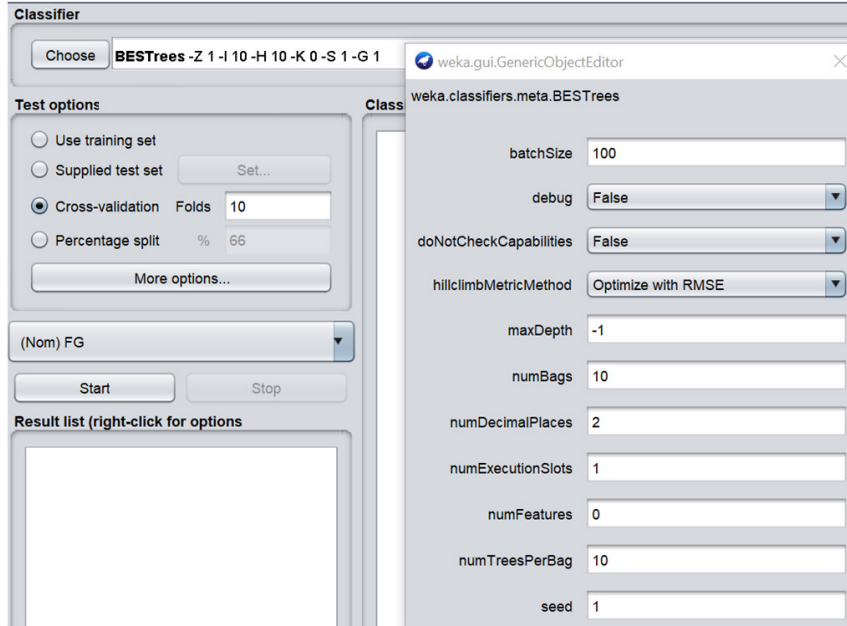 Classifier
Choose BESTrees -Z 1 -I 10 -H 10 -K 0 -S 1 -G 1
weka.gui.GenericObjectEditor
weka.classifiers.meta.BESTrees
Test options
Class
Use training set
Supplied test set Set...
Cross-validation Folds 10
Percentage split % 66
More options...
(Nom) FG
Start Stop
Result list (right-click for options
batchSize 100
debug False
doNotCheckCapabilities False
hillclimbMetricMethod Optimize with RMSE
maxDepth -1
numBags 10
numDecimalPlaces 2
numExecutionSlots 1
numFeatures 0
numTreesPerBag 10
seed 1